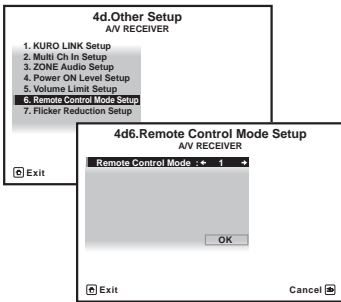 4d.Other Setup
A/V RECEIVER
1. KURO LINK Setup
2. Multi Ch In Setup
3. ZONE Audio Setup
4. Power ON Level Setup
5. Volume Limit Setup
6. Remote Control Mode Setup
7. Flicker Reduction Setup
Exit
4d6.Remote Control Mode Setup
A/V RECEIVER
Remote Control Mode : 1
OK
Exit
Cancel